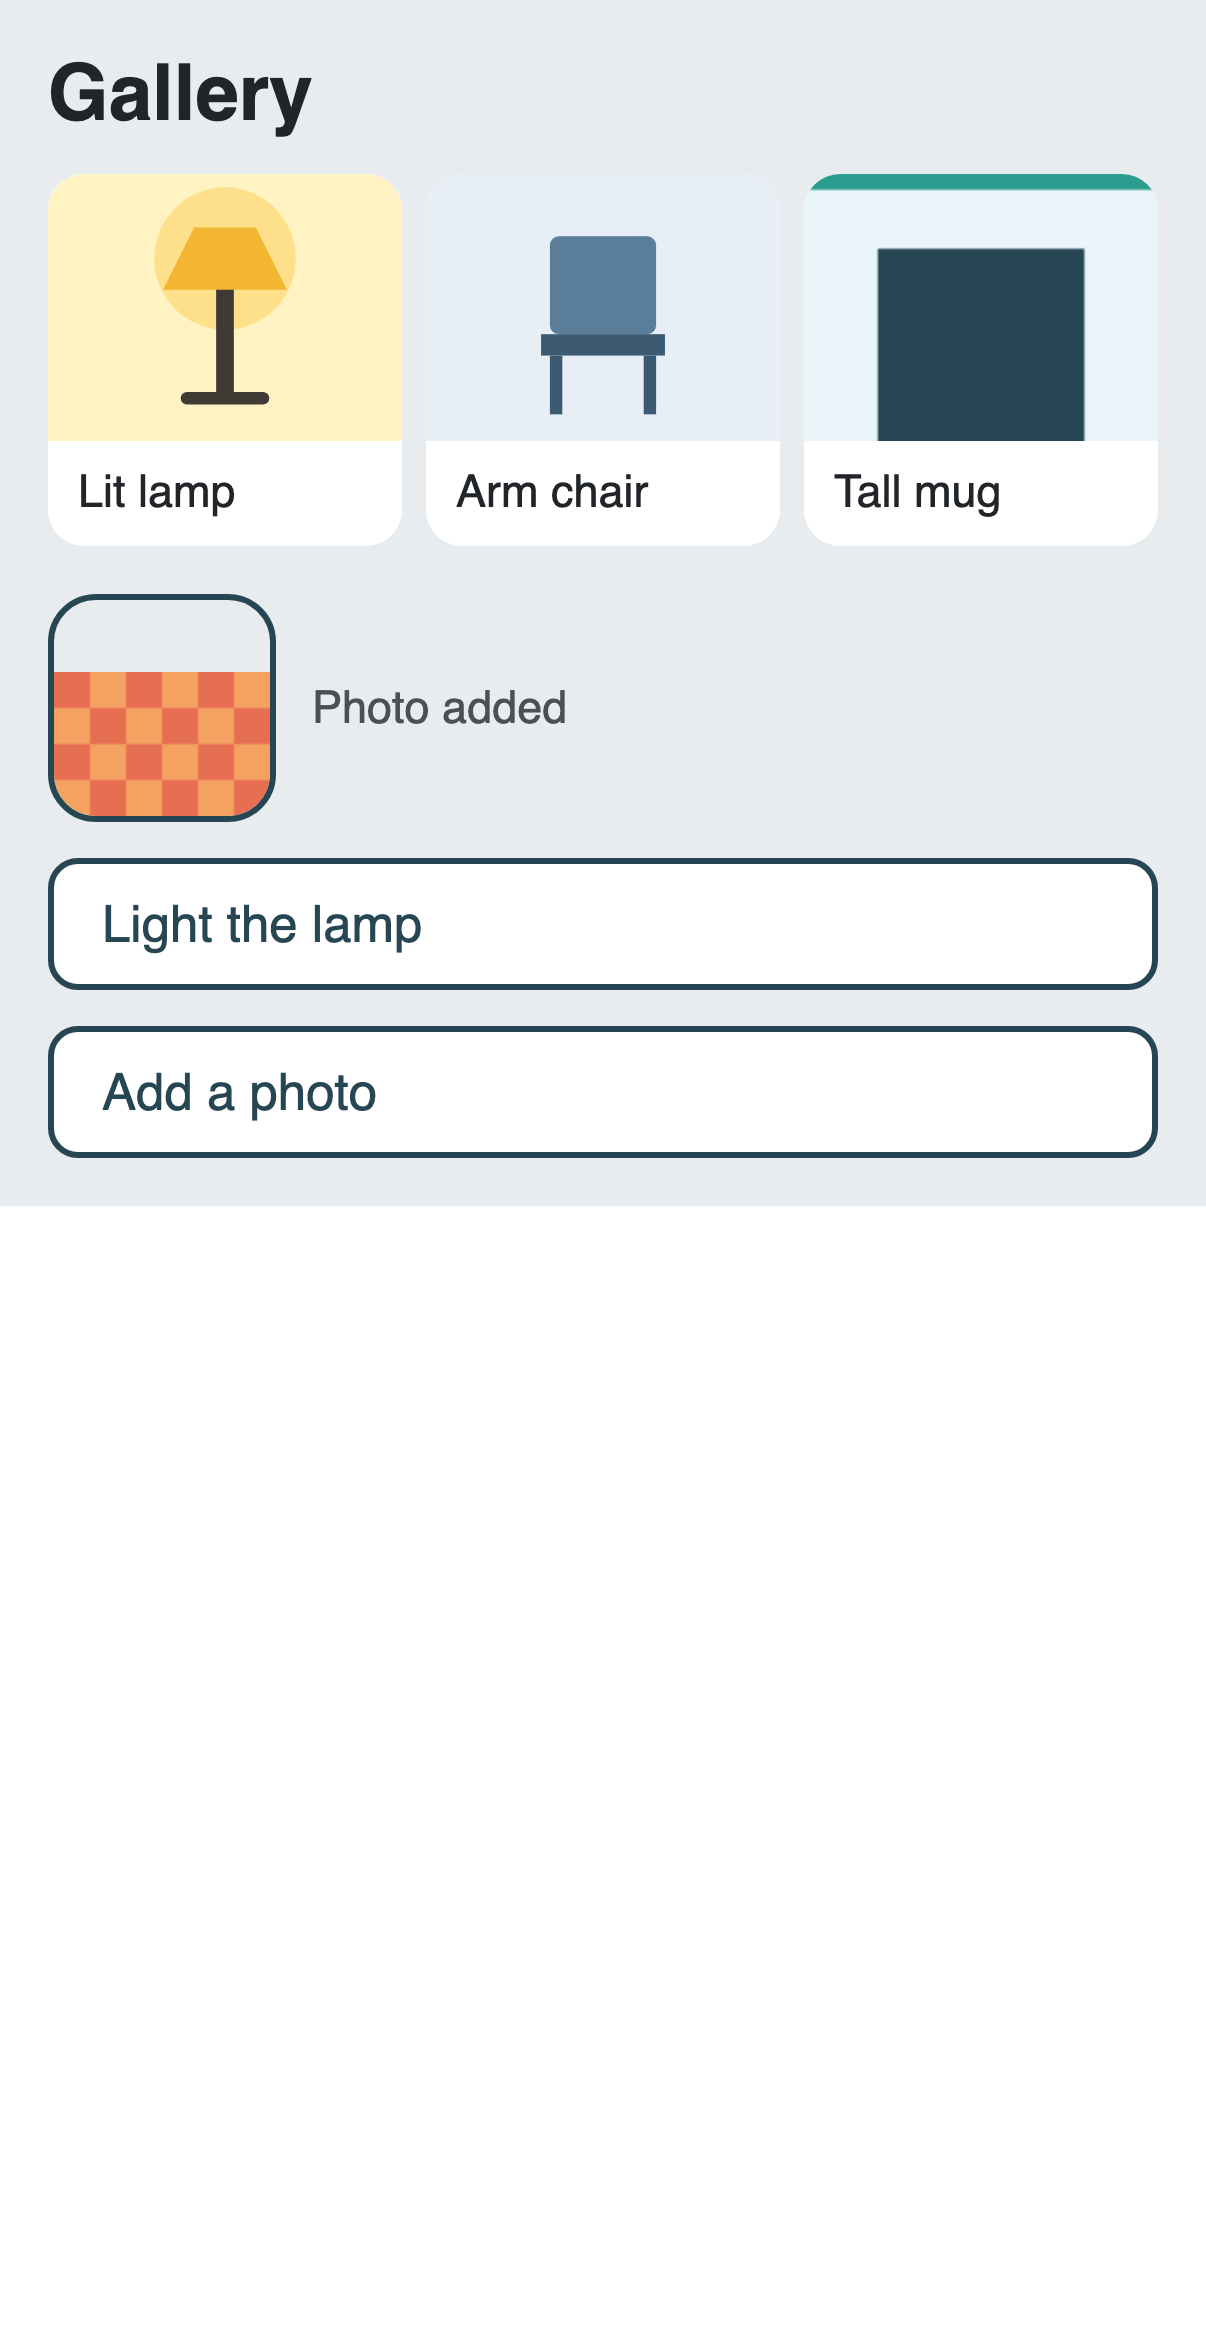 Gallery
Lit lamp
Arm chair
Tall mug
Photo added
Light the lamp
Add a photo